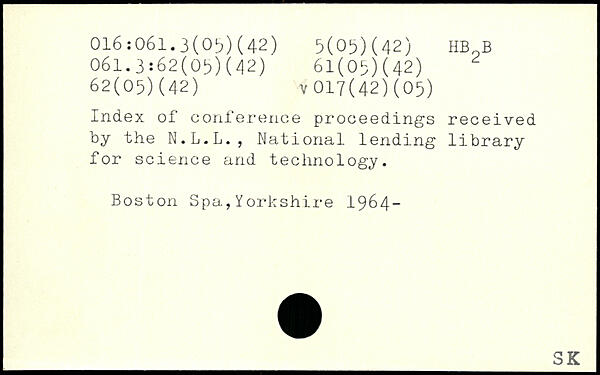 016:061.3(05)(42) 5(05)(42) HB2B
061.3:62(05)(42) 61(05)(42)
62(05)(42) v 017(42)(05)
Index of conference proceedings received
by the N.L.L., National lending library
for science and technology.
Boston Spa,Yorkshire 1964-
SK